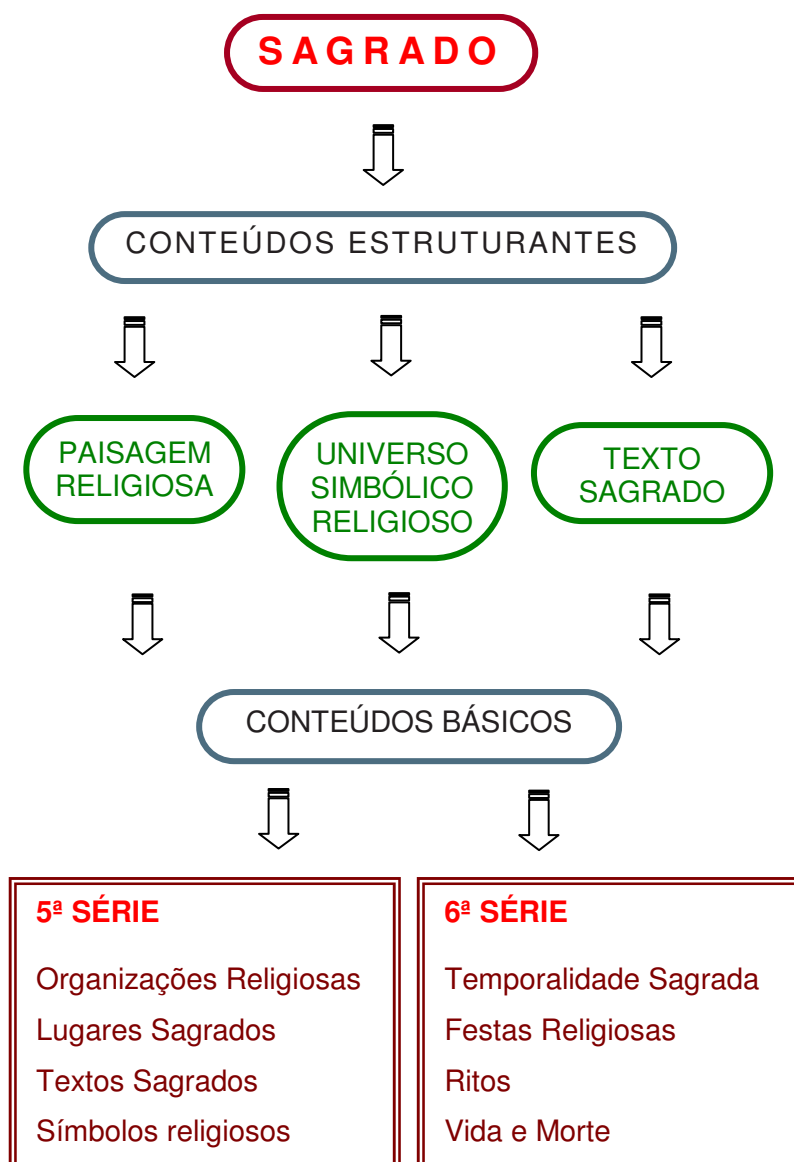 SAGRADO
CONTEÚDOS ESTRUTURANTES
PAISAGEM
RELIGIOSA
UNIVERSO
SIMBÓLICO
RELIGIOSO
TEXTO
SAGRADO
CONTEÚDOS BÁSICOS
5ª SÉRIE
Organizações Religiosas
Lugares Sagrados
Textos Sagrados
Símbolos religiosos
6ª SÉRIE
Temporalidade Sagrada
Festas Religiosas
Ritos
Vida e Morte